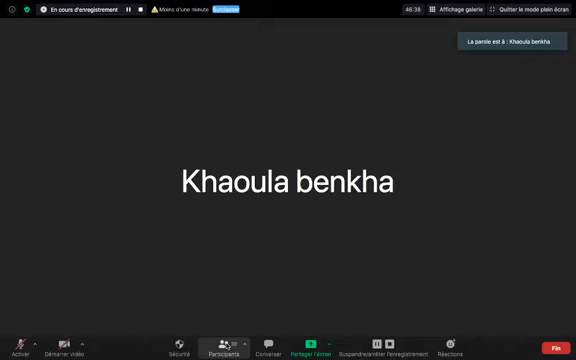 En cours d'enregistrement
Moins d'une minute
46:38
Affichage galerie
Quitter le mode plein écran
La parole est à : Khaoula benkha
Khaoula benkha
Activer
Démarrer vidéo
Sécurité
Participants
Converser
Partager l'écran
Suspendre/arrêter l'enregistrement
Réactions
Fin